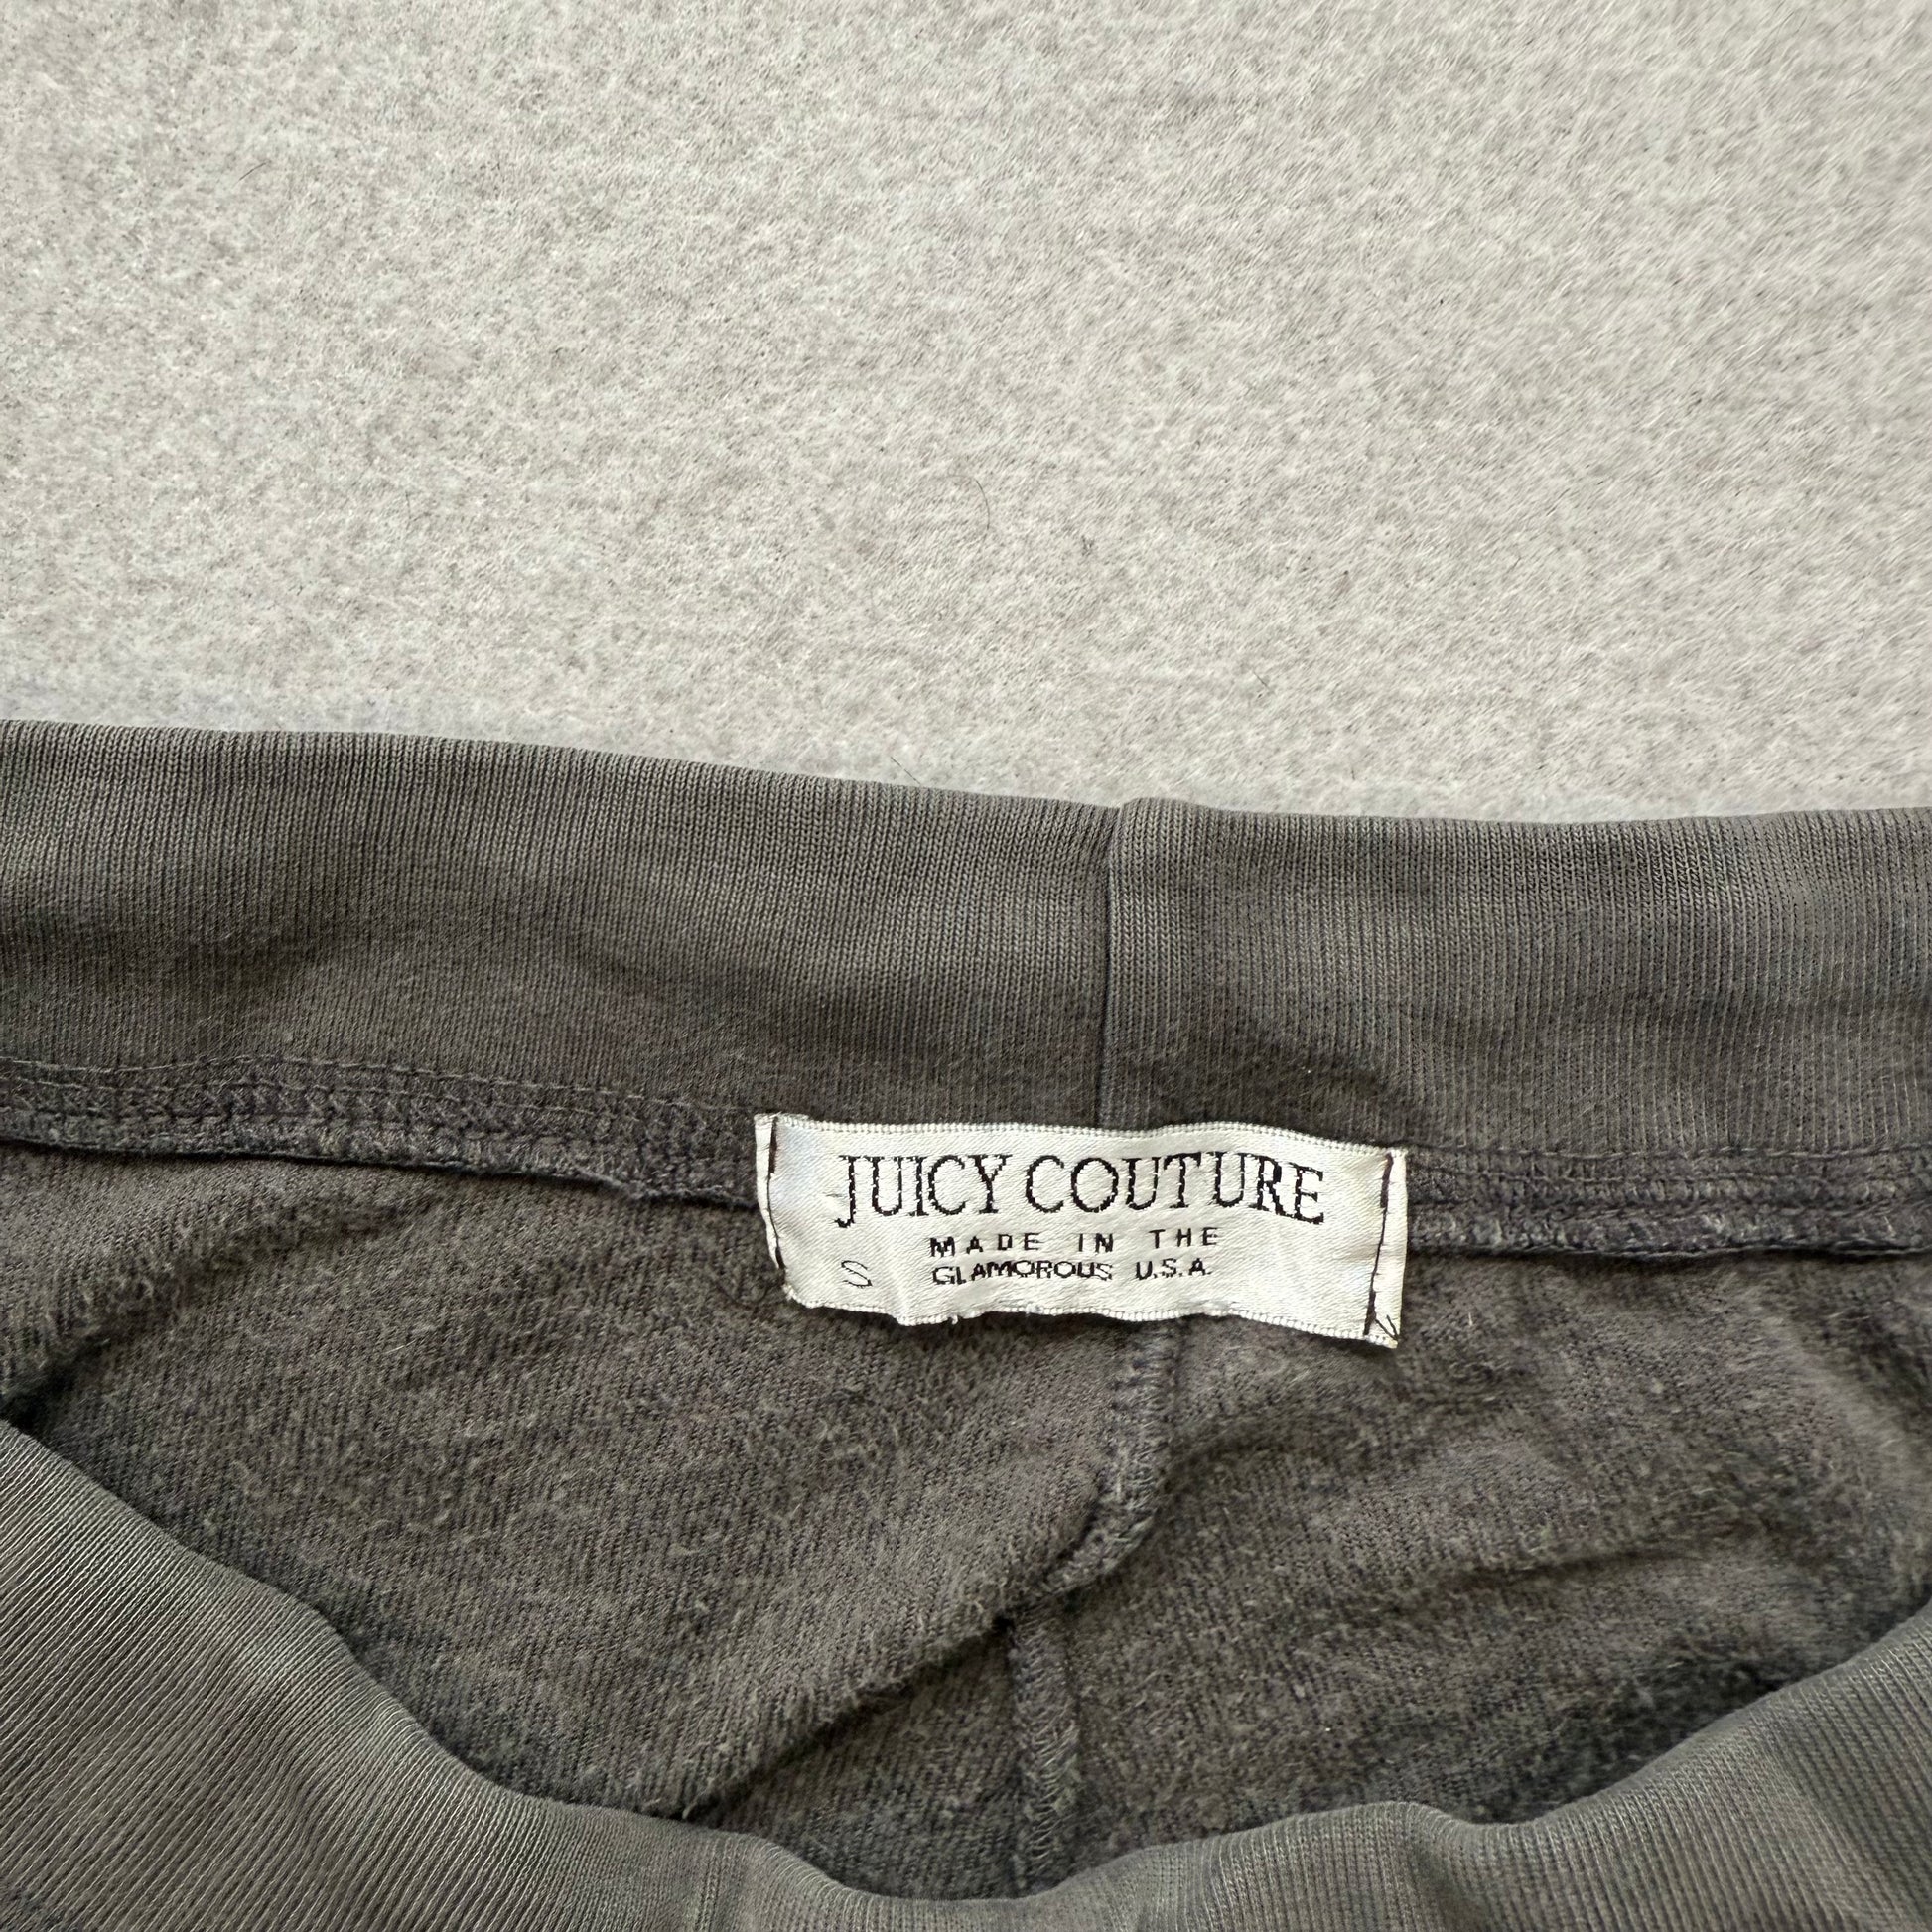 JUICY COUTURE
MADE IN THE
S GLAMOROUS U.S.A.